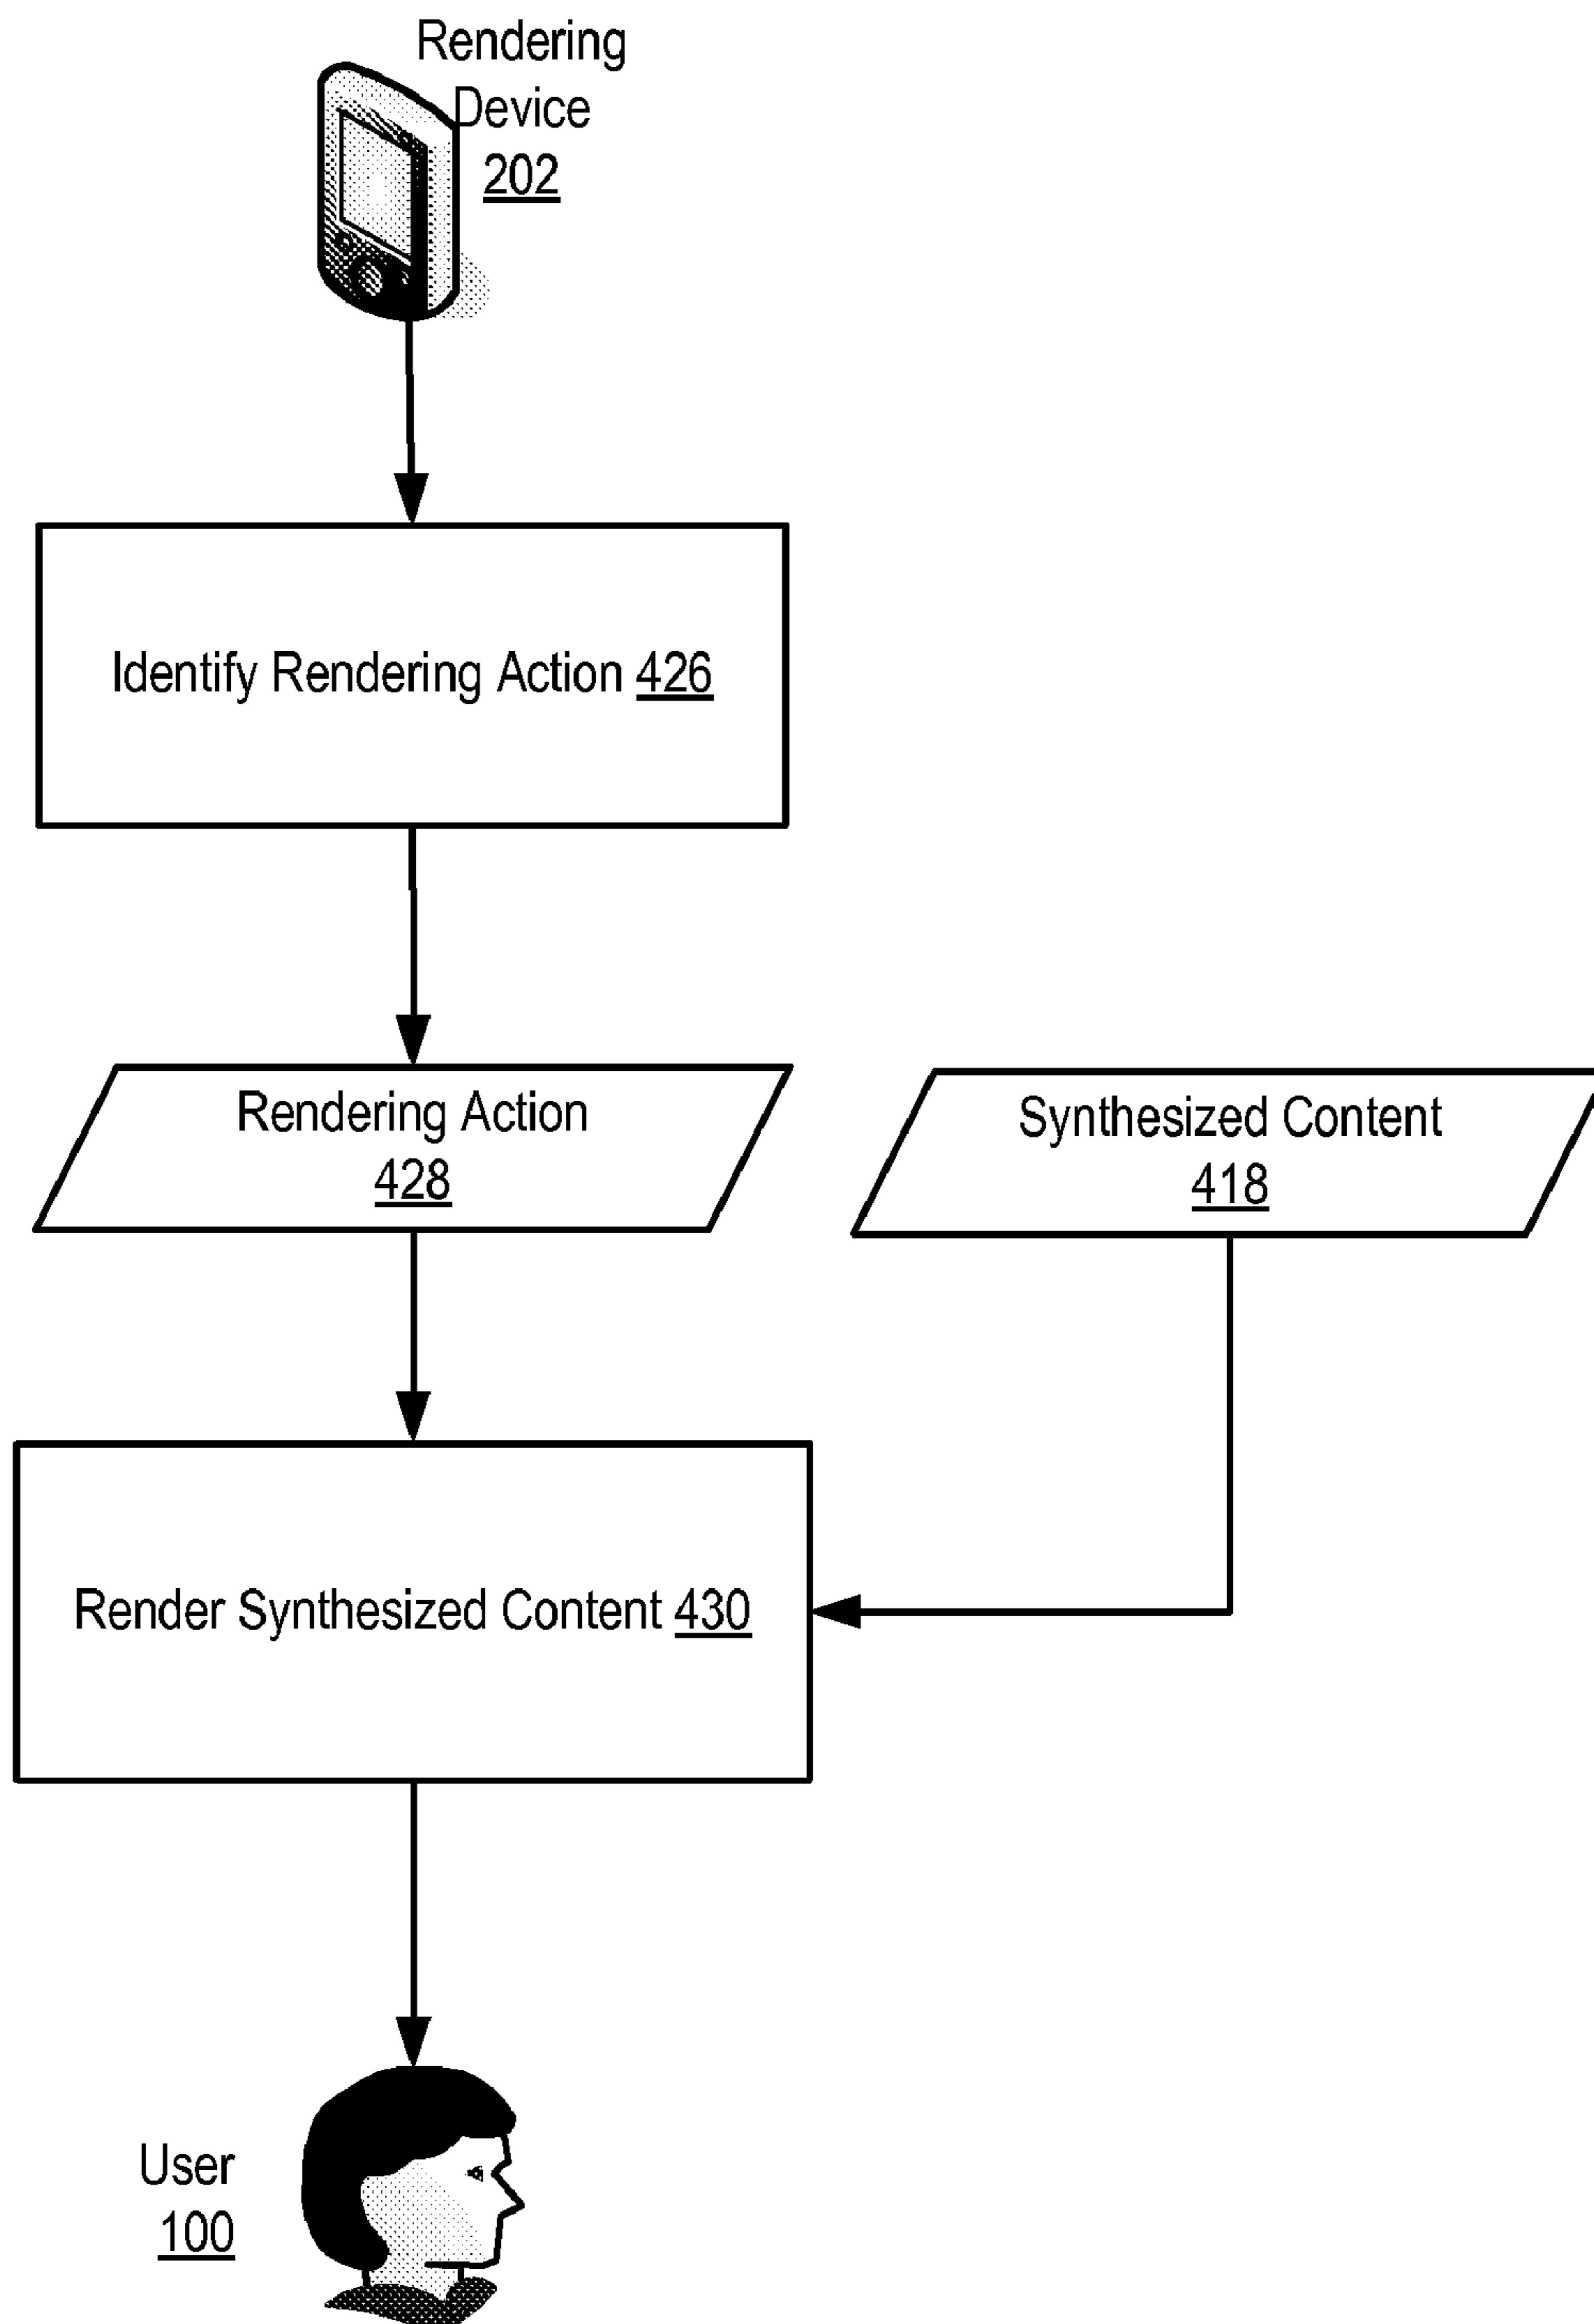 Rendering
Device
202
Identify Rendering Action 426
Rendering Action
428
Synthesized Content
418
Render Synthesized Content 430
User
100